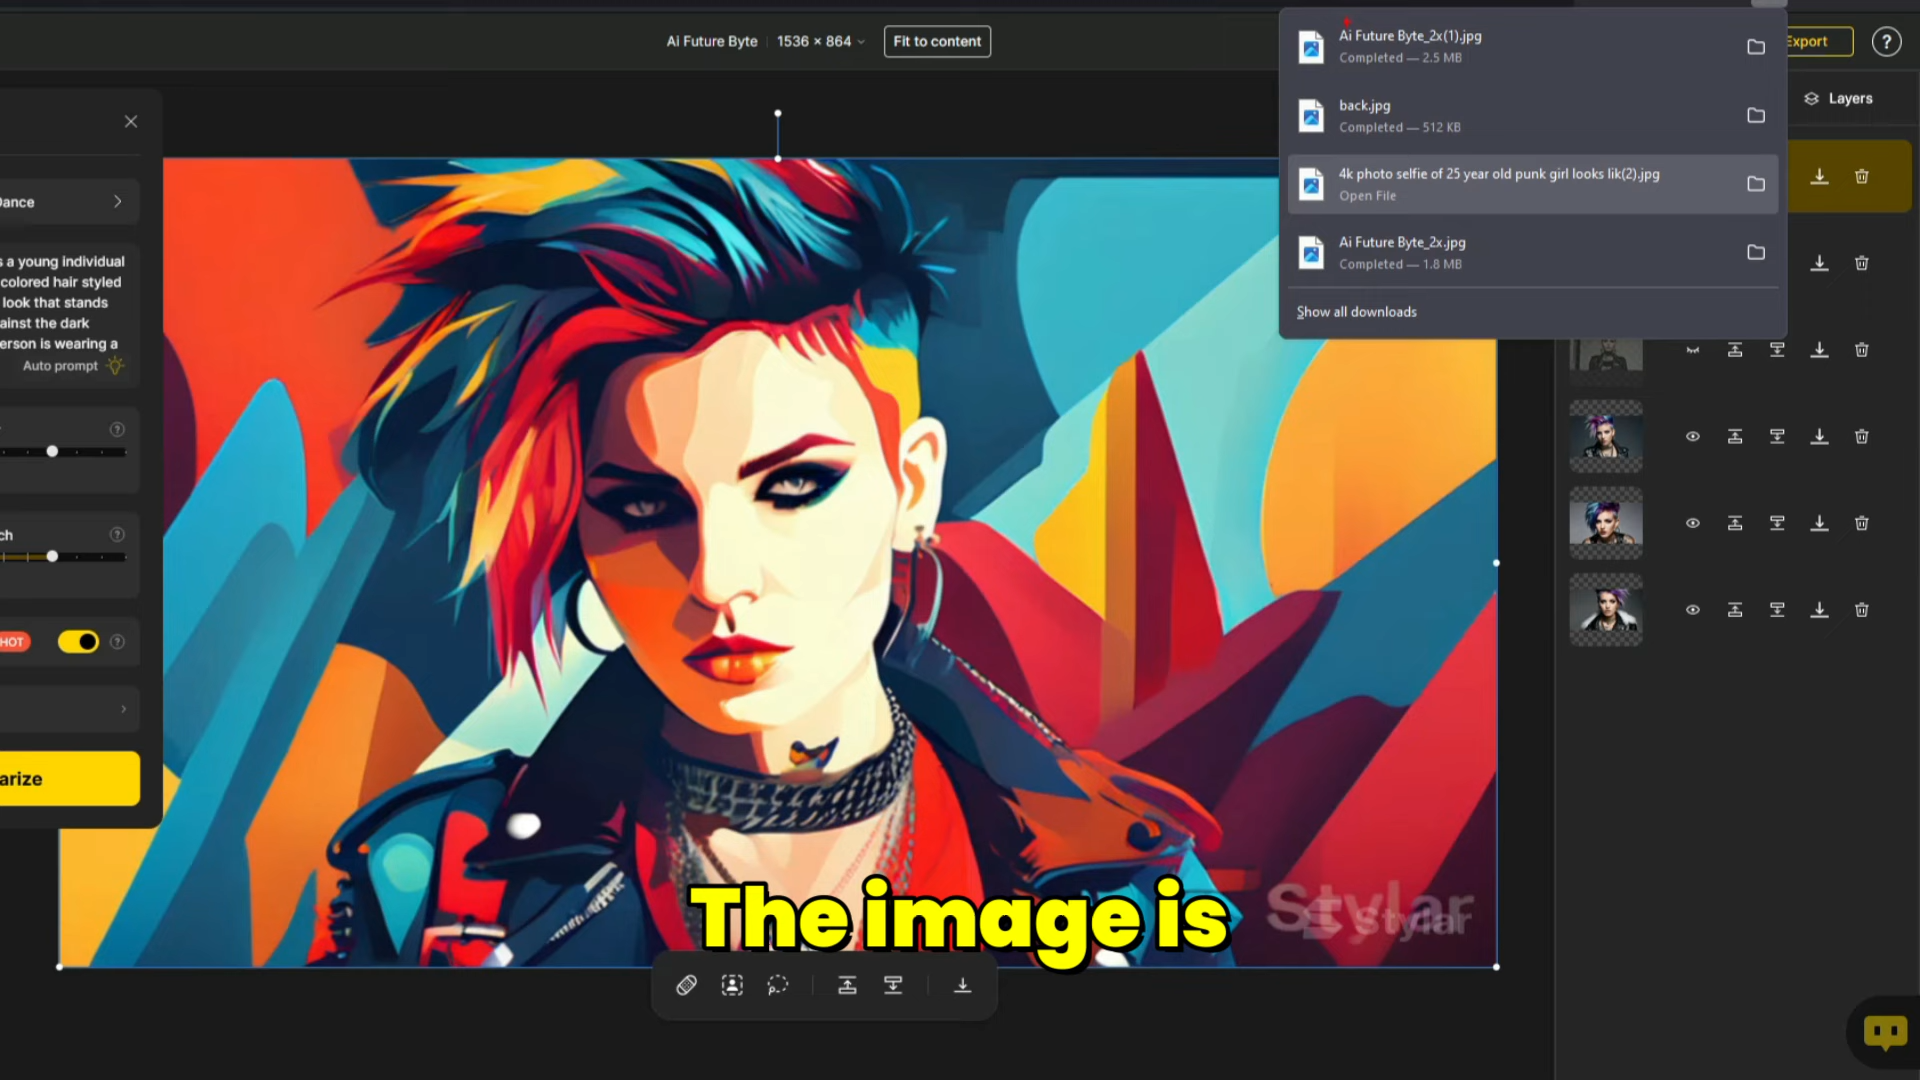 Ai Future Byte
1536 × 864
Fit to content
Export
?
Ai Future Byte_2x(1).jpg
Completed — 2.5 MB
back.jpg
Completed — 512 KB
4k photo selfie of 25 year old punk girl looks lik(2).jpg
Open File
Ai Future Byte_2x.jpg
Completed — 1.8 MB
Show all downloads
Layers
Dance
s a young individual
colored hair styled
look that stands
ainst the dark
erson is wearing a
Auto prompt
?
ch
?
HOT
?
arize
The image is
Stylar
Stylar